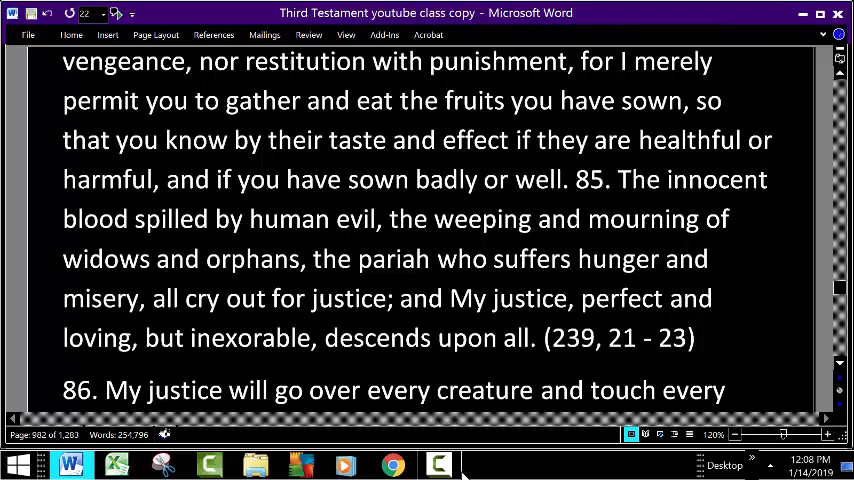 Third Testament youtube class copy - Microsoft Word
22
File Home Insert Page Layout References Mailings Review View Add-Ins Acrobat
vengeance, nor restitution with punishment, for I merely
permit you to gather and eat the fruits you have sown, so
that you know by their taste and effect if they are healthful or
harmful, and if you have sown badly or well. 85. The innocent
blood spilled by human evil, the weeping and mourning of
widows and orphans, the pariah who suffers hunger and
misery, all cry out for justice; and My justice, perfect and
loving, but inexorable, descends upon all. (239, 21 - 23)
86. My justice will go over every creature and touch every
Page: 982 of 1,283 Words: 254,796 120%
Desktop
12:08 PM
1/14/2019